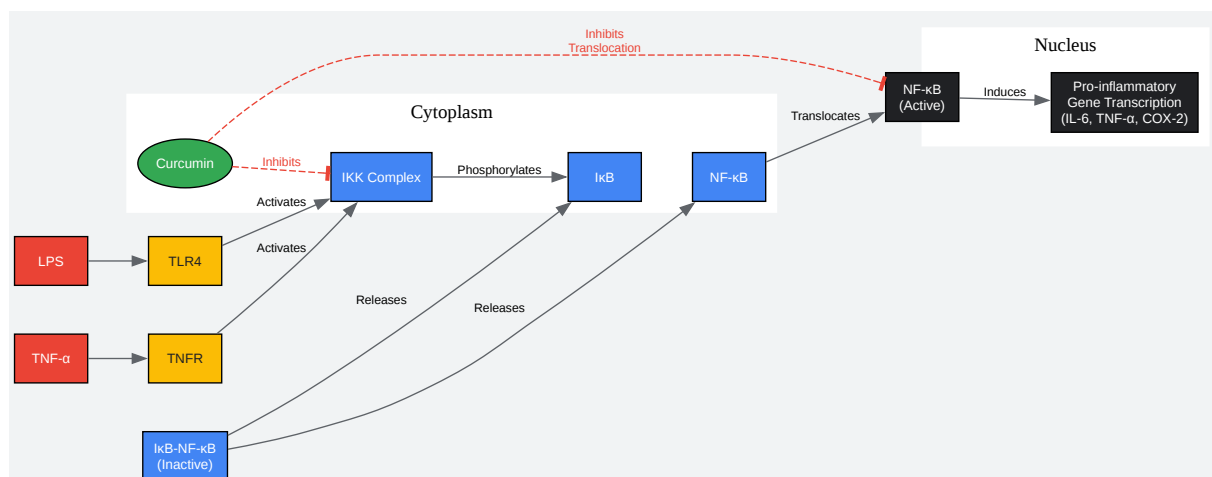 Inhibits
Translocation
Nucleus
NF-κB
(Active)
Induces
Pro-inflammatory
Gene Transcription
(IL-6, TNF-α, COX-2)
Cytoplasm
Translocates
Curcumin
Inhibits
IKK Complex
Phosphorylates
IκB
NF-κB
Activates
LPS
TLR4
Activates
Releases
Releases
TNF-α
TNFR
IκB-NF-κB
(Inactive)